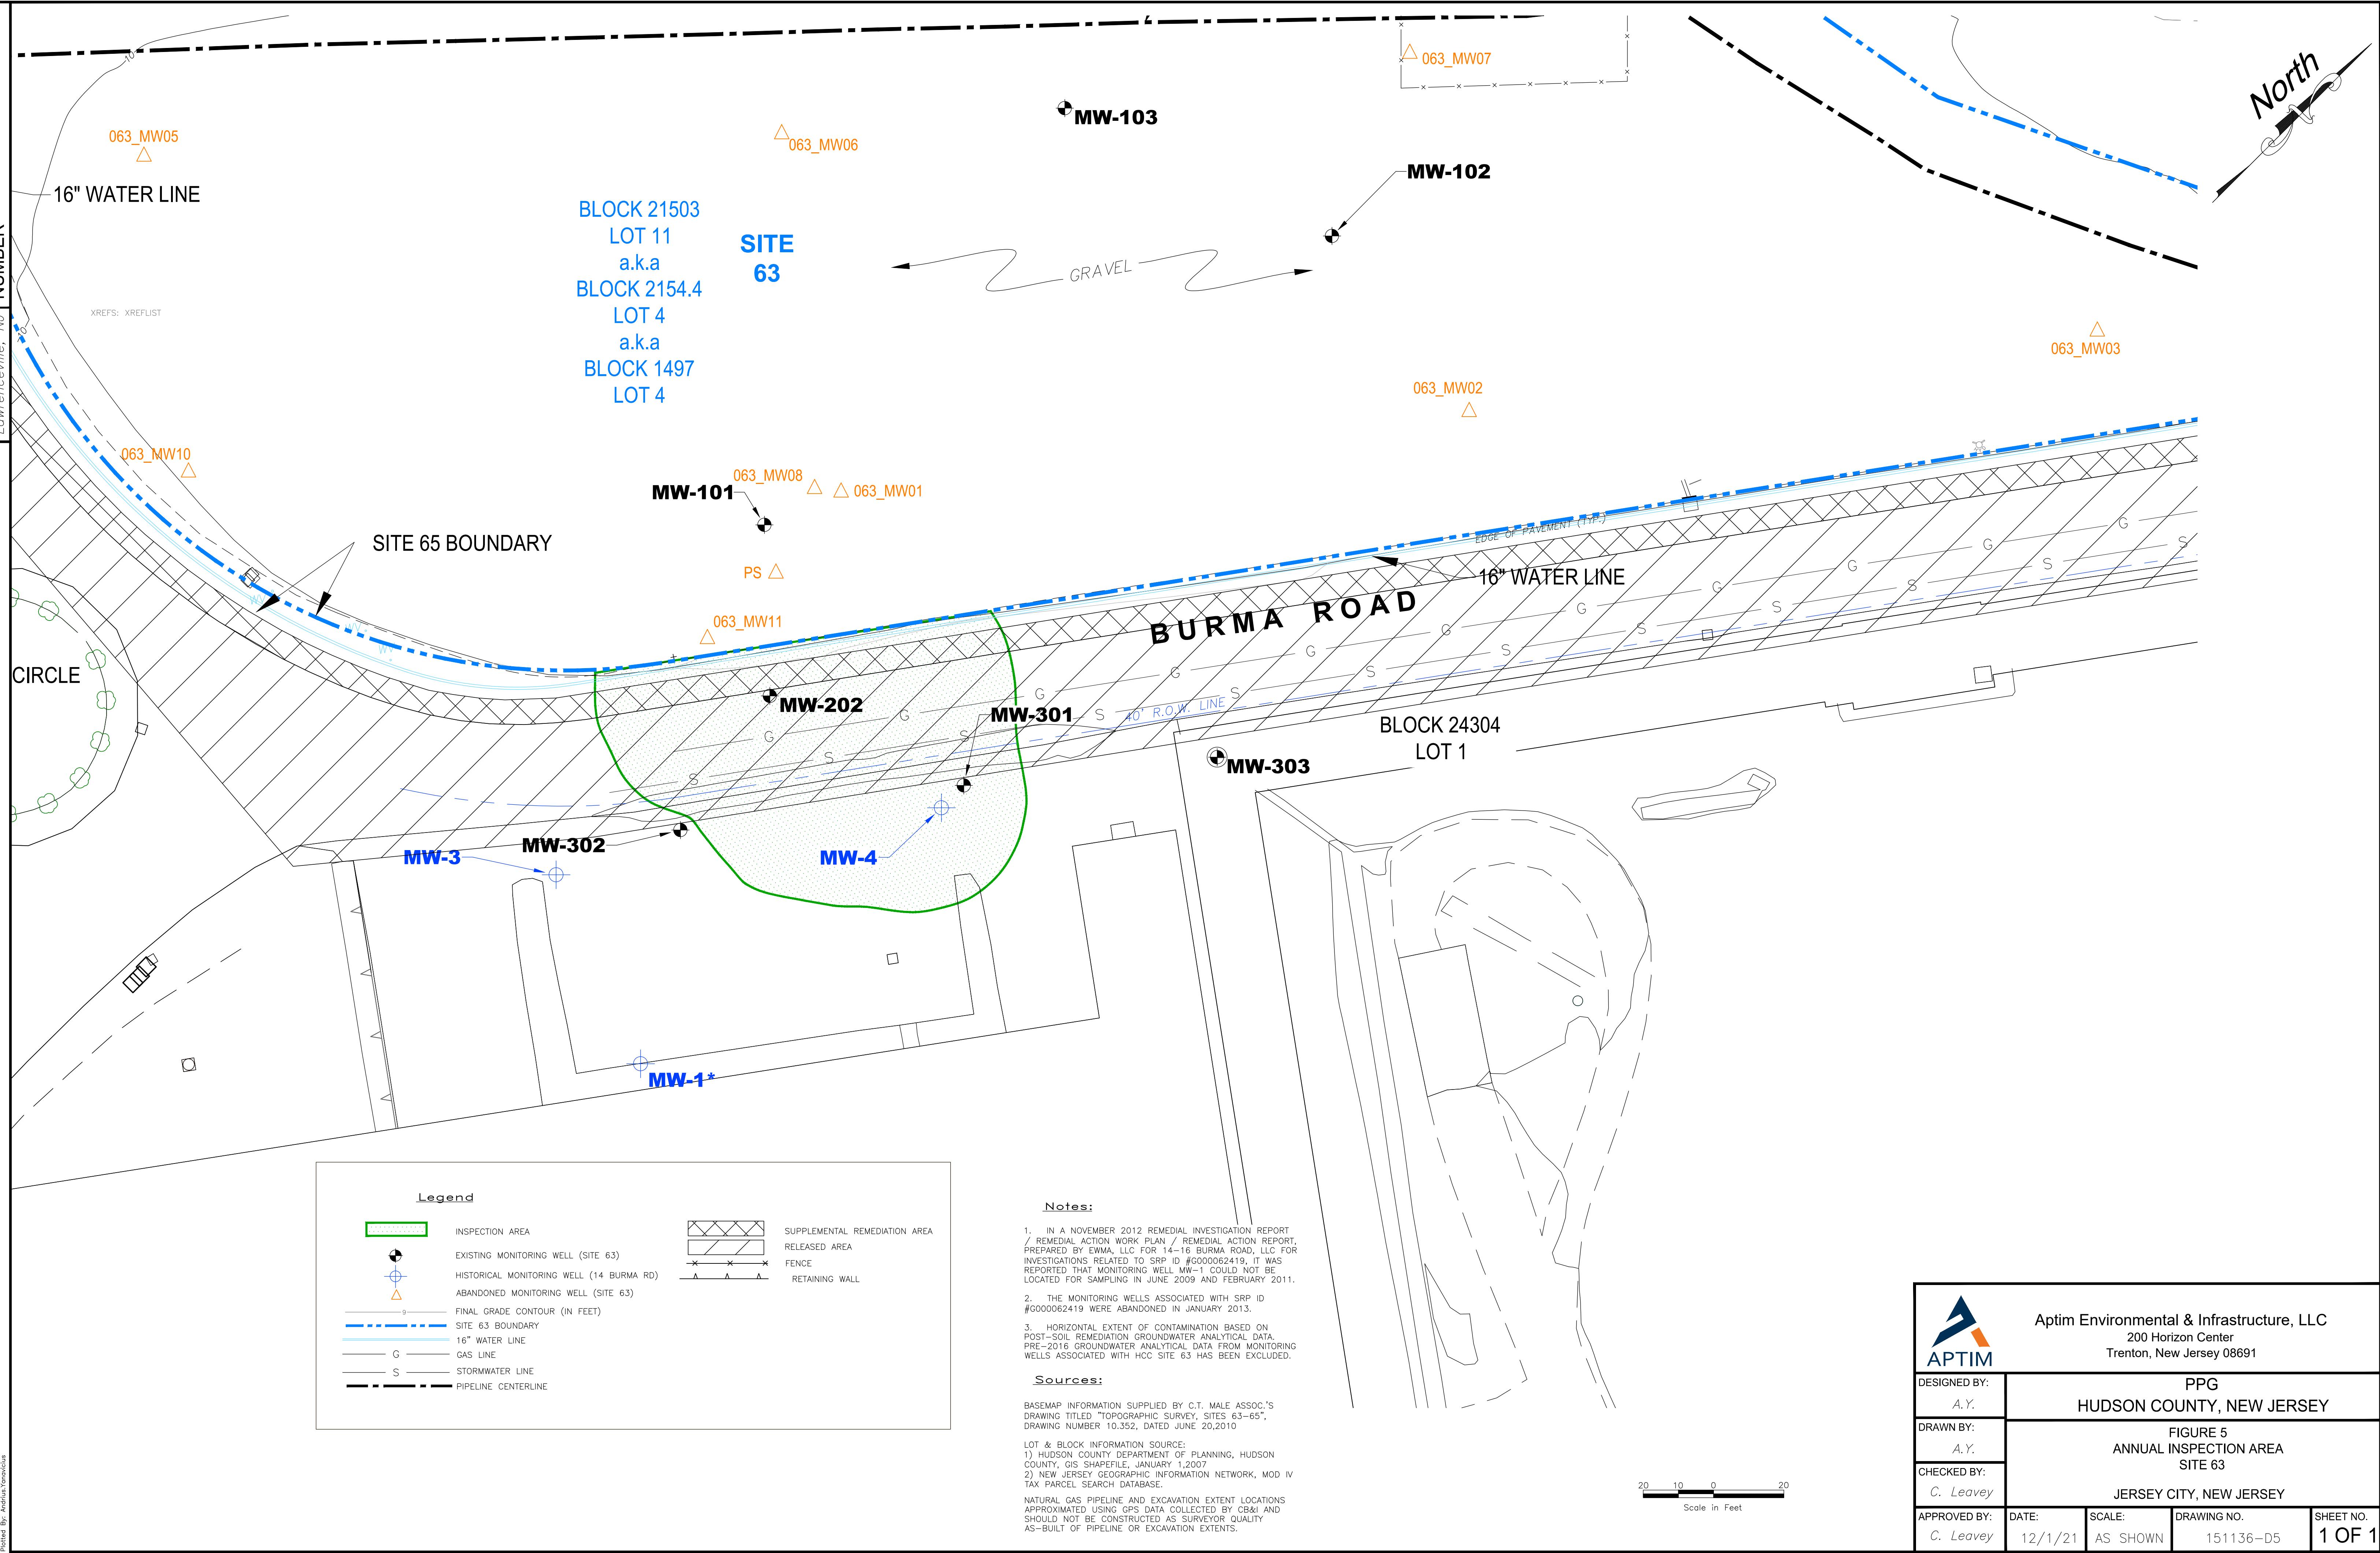 10
063_MW07
North
MW-103
063_MW05
063_MW06
16" WATER LINE
MW-102
BLOCK 21503
LOT 11
a.k.a
BLOCK 2154.4
LOT 4
a.k.a
BLOCK 1497
LOT 4
SITE
63
GRAVEL
NUMBER
XREFS: XREFLIST
10
063_MW03
063_MW02
063_MW10
063_MW08
063_MW01
MW-101
SITE 65 BOUNDARY
EDGE OF PAVEMENT (TYP.)
16" WATER LINE
PS
BURMA ROAD
063_MW11
CIRCLE
MW-202
MW-301
40' R.O.W. LINE
BLOCK 24304
LOT 1
MW-303
MW-302
MW-3
MW-4
MW-1*
Legend
INSPECTION AREA
EXISTING MONITORING WELL (SITE 63)
HISTORICAL MONITORING WELL (14 BURMA RD)
ABANDONED MONITORING WELL (SITE 63)
9 FINAL GRADE CONTOUR (IN FEET)
SITE 63 BOUNDARY
16" WATER LINE
G GAS LINE
S STORMWATER LINE
PIPELINE CENTERLINE
SUPPLEMENTAL REMEDIATION AREA
RELEASED AREA
FENCE
RETAINING WALL
Notes:
1. IN A NOVEMBER 2012 REMEDIAL INVESTIGATION REPORT
/ REMEDIAL ACTION WORK PLAN / REMEDIAL ACTION REPORT,
PREPARED BY EWMA, LLC FOR 14-16 BURMA ROAD, LLC FOR
INVESTIGATIONS RELATED TO SRP ID #G000062419, IT WAS
REPORTED THAT MONITORING WELL MW-1 COULD NOT BE
LOCATED FOR SAMPLING IN JUNE 2009 AND FEBRUARY 2011.
2. THE MONITORING WELLS ASSOCIATED WITH SRP ID
#G000062419 WERE ABANDONED IN JANUARY 2013.
3. HORIZONTAL EXTENT OF CONTAMINATION BASED ON
POST-SOIL REMEDIATION GROUNDWATER ANALYTICAL DATA.
PRE-2016 GROUNDWATER ANALYTICAL DATA FROM MONITORING
WELLS ASSOCIATED WITH HCC SITE 63 HAS BEEN EXCLUDED.
Sources:
BASEMAP INFORMATION SUPPLIED BY C.T. MALE ASSOC.'S
DRAWING TITLED "TOPOGRAPHIC SURVEY, SITES 63-65",
DRAWING NUMBER 10.352, DATED JUNE 20,2010
LOT & BLOCK INFORMATION SOURCE:
1) HUDSON COUNTY DEPARTMENT OF PLANNING, HUDSON
COUNTY, GIS SHAPEFILE, JANUARY 1,2007
2) NEW JERSEY GEOGRAPHIC INFORMATION NETWORK, MOD IV
TAX PARCEL SEARCH DATABASE.
NATURAL GAS PIPELINE AND EXCAVATION EXTENT LOCATIONS
APPROXIMATED USING GPS DATA COLLECTED BY CB&I AND
SHOULD NOT BE CONSTRUCTED AS SURVEYOR QUALITY
AS-BUILT OF PIPELINE OR EXCAVATION EXTENTS.
20 10 0 20
Scale in Feet
APTIM
Aptim Environmental & Infrastructure, LLC
200 Horizon Center
Trenton, New Jersey 08691
DESIGNED BY:
A.Y.
PPG
HUDSON COUNTY, NEW JERSEY
DRAWN BY:
A.Y.
FIGURE 5
ANNUAL INSPECTION AREA
SITE 63
CHECKED BY:
C. Leavey
JERSEY CITY, NEW JERSEY
APPROVED BY:
C. Leavey
DATE:
12/1/21
SCALE:
AS SHOWN
DRAWING NO.
151136-D5
SHEET NO.
1 OF 1
Plotted By: Andrius.Yanavicius